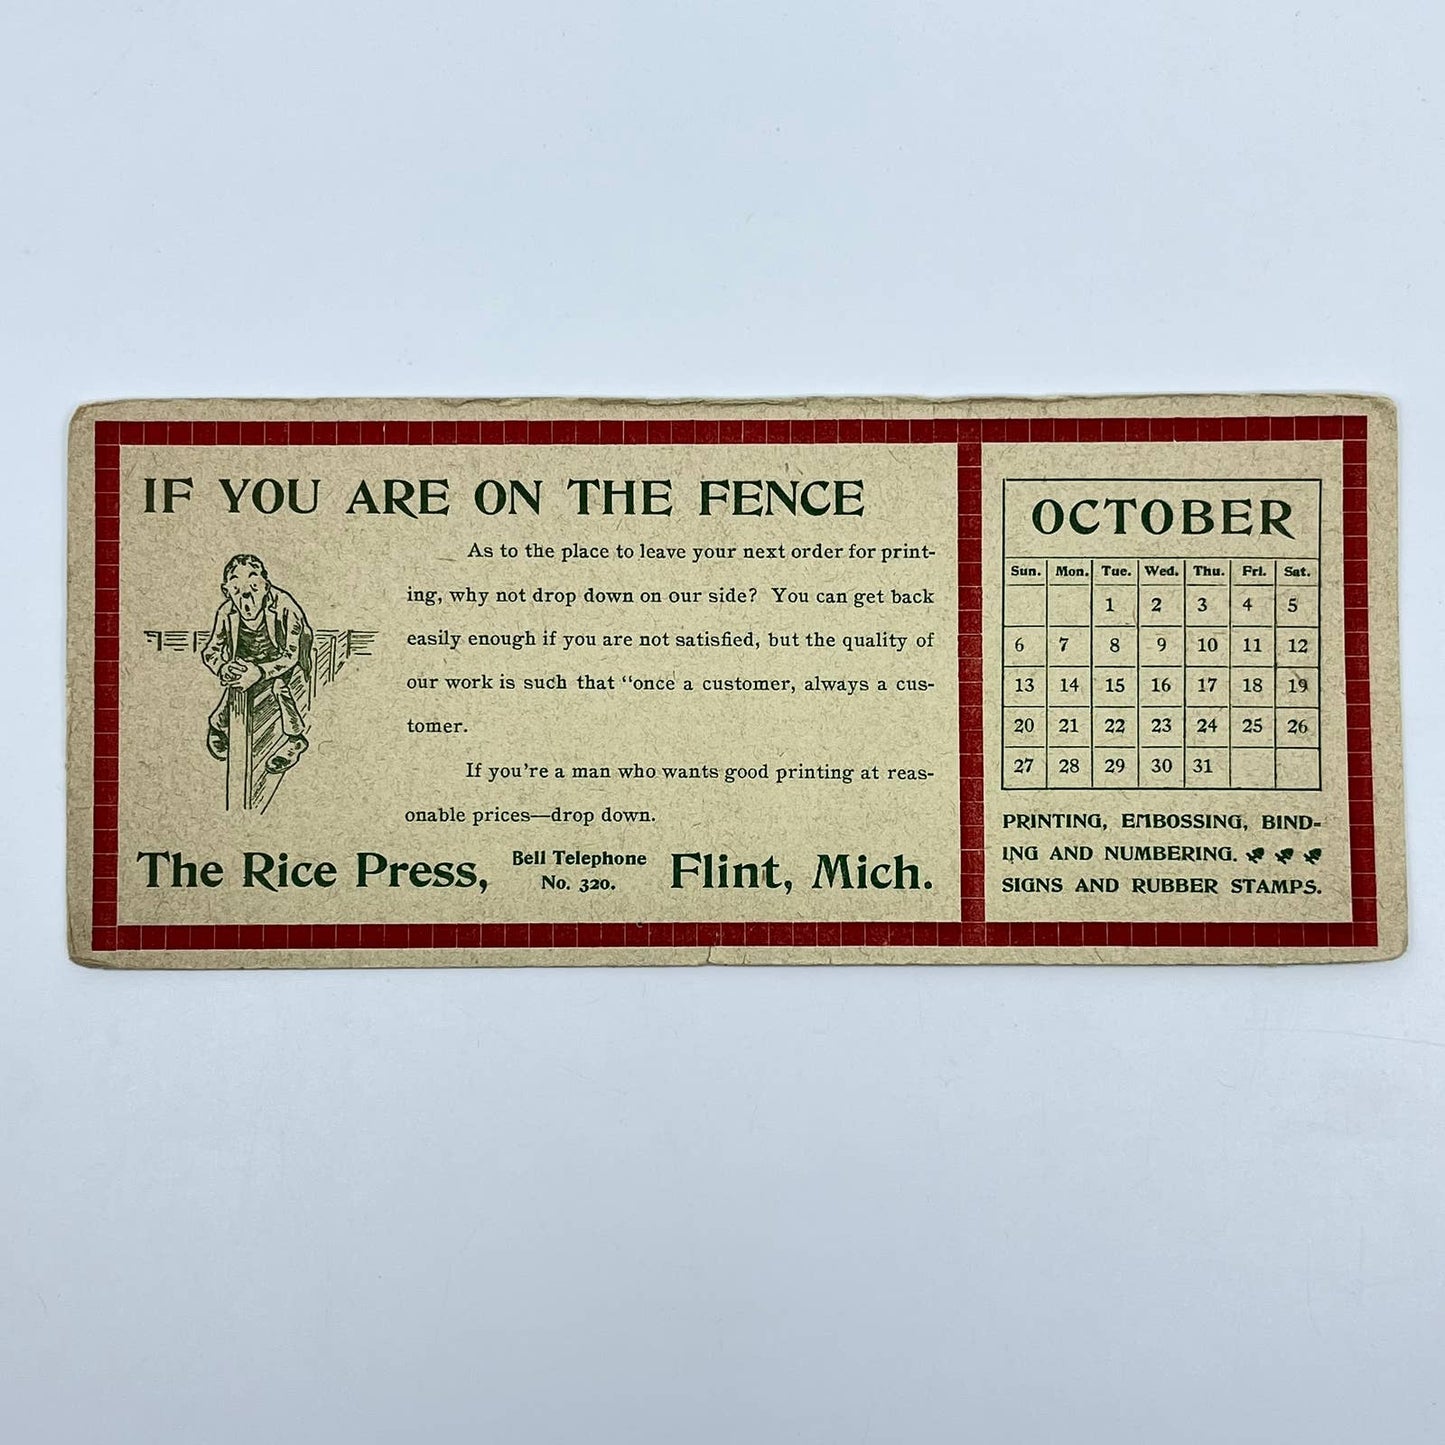 IF YOU ARE ON THE FENCE
As to the place to leave your next order for print-
ing, why not drop down on our side? You can get back
easily enough if you are not satisfied, but the quality of
our work is such that "once a customer, always a cus-
tomer.
If you're a man who wants good printing at reas-
onable prices—drop down.
The Rice Press, Bell Telephone No. 320. Flint, Mich.
OCTOBER
Sun. Mon. Tue. Wed. Thu. Fri. Sat.
1 2 3 4 5
6 7 8 9 10 11 12
13 14 15 16 17 18 19
20 21 22 23 24 25 26
27 28 29 30 31
PRINTING, EMBOSSING, BIND-
ING AND NUMBERING.
SIGNS AND RUBBER STAMPS.